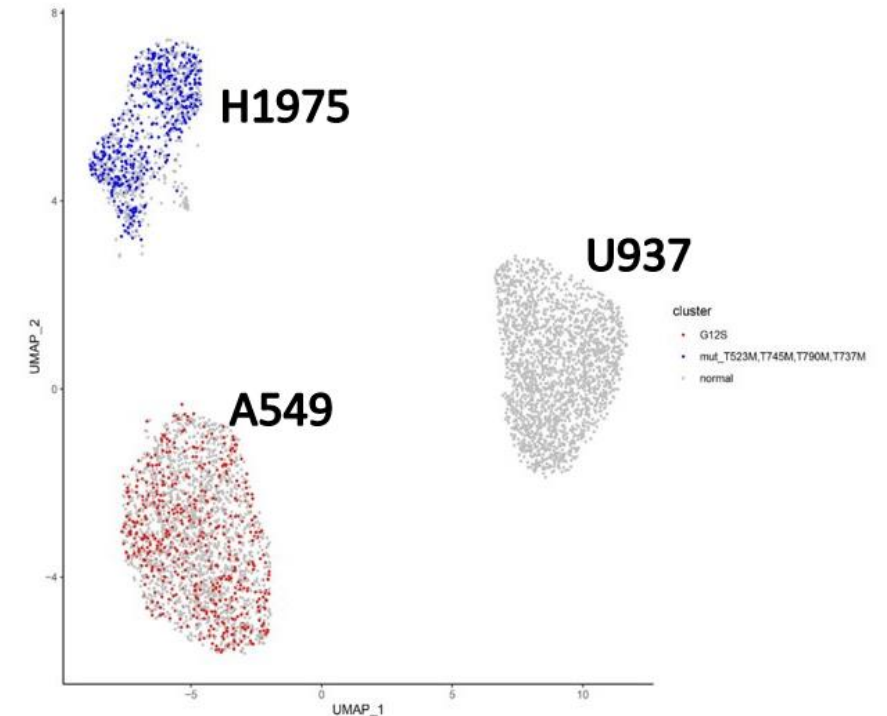 8
H1975
4
U937
cluster
G12S
mut_T523M,T745M,T790M,T737M
normal
UMAP_2
0
A549
−4
−5
0
5
10
UMAP_1